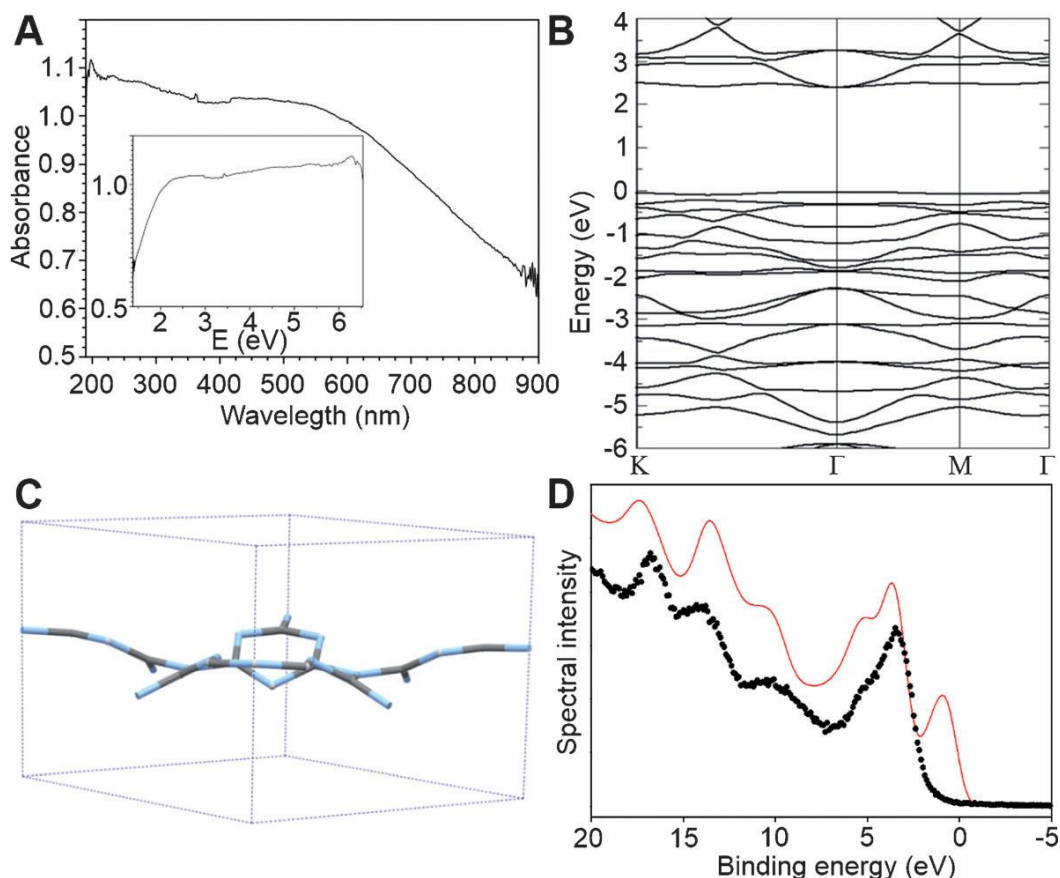 A
Absorbance
1.1
1.0
0.9
0.8
0.7
0.6
0.5
200 300 400 500 600 700 800 900
Wavelegth (nm)
1.0
0.5
2 3 4 5 6
E (eV)
B
Energy (eV)
4
3
2
1
0
-1
-2
-3
-4
-5
-6
K Γ M Γ
C
D
Spectral intensity
20 15 10 5 0 -5
Binding energy (eV)